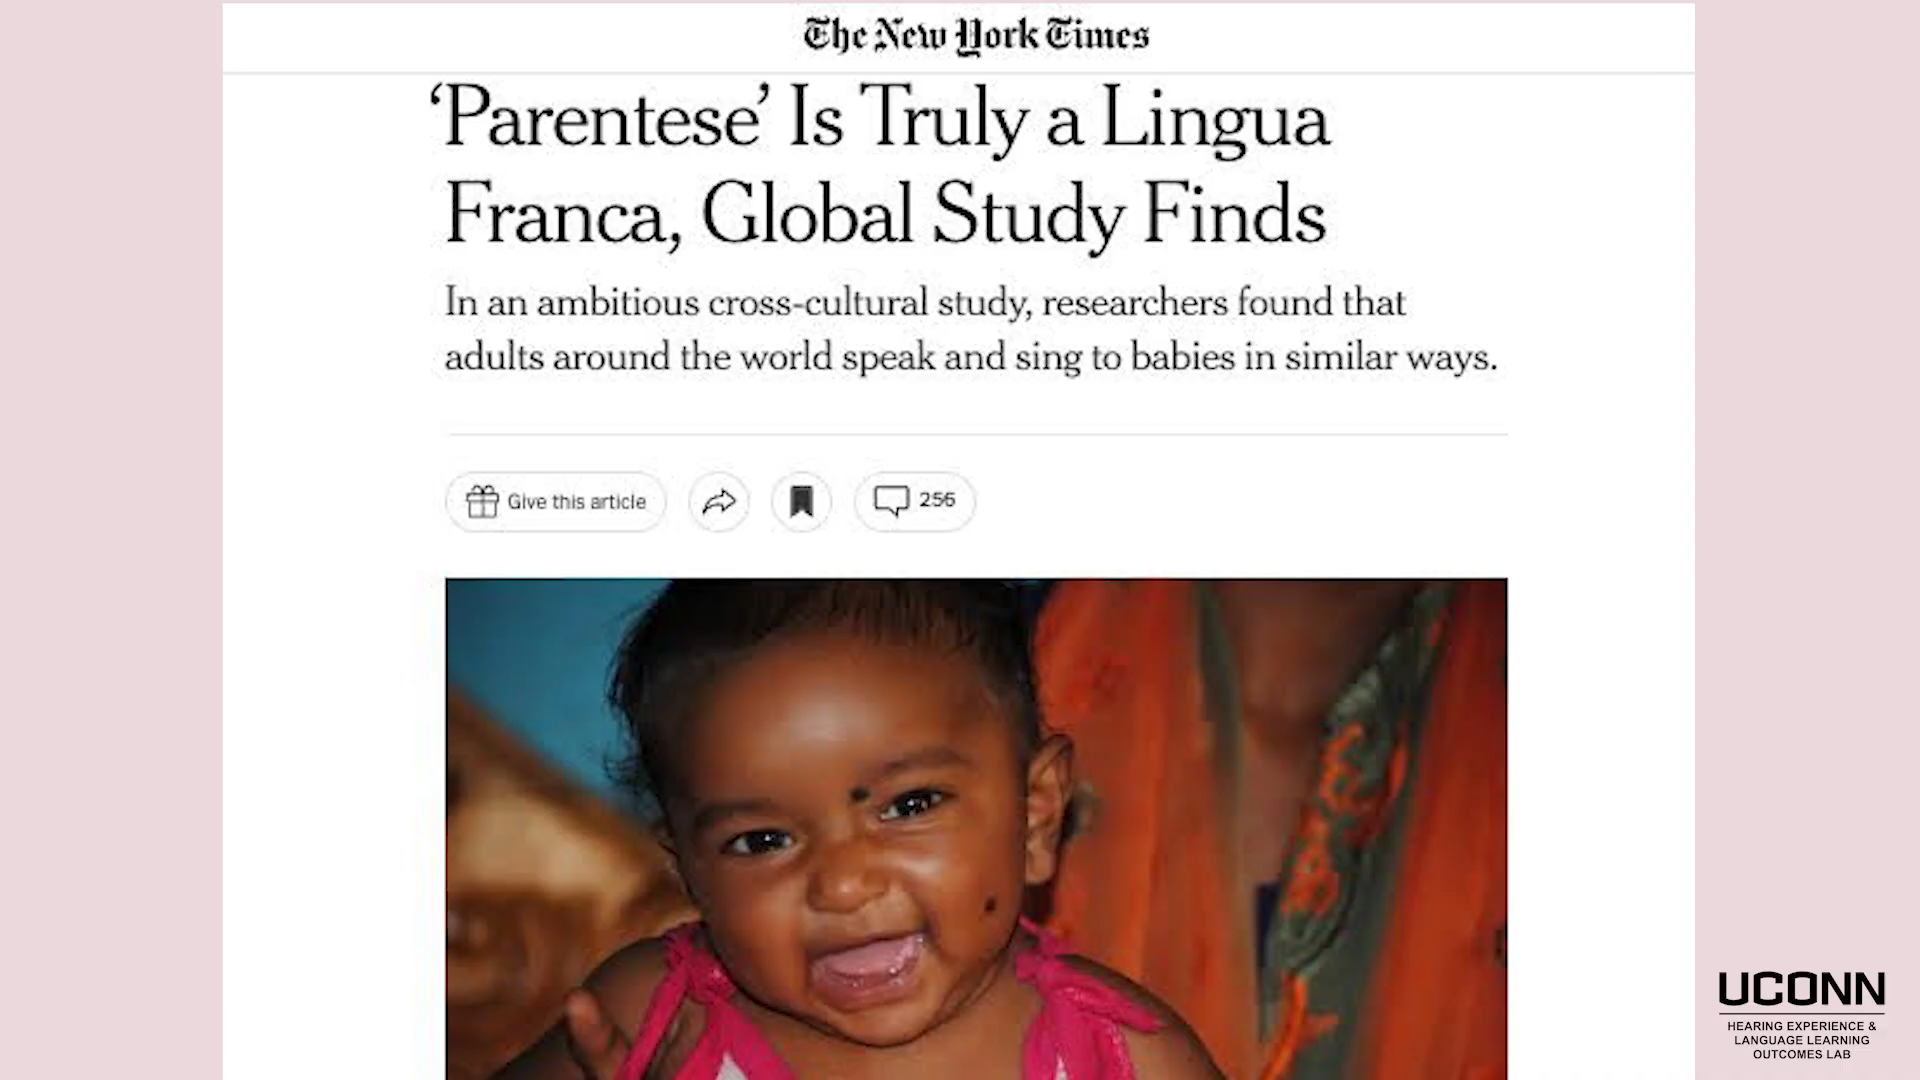 The New York Times
‘Parentese’ Is Truly a Lingua
Franca, Global Study Finds
In an ambitious cross-cultural study, researchers found that
adults around the world speak and sing to babies in similar ways.
Give this article
256
UCONN
HEARING EXPERIENCE &
LANGUAGE LEARNING
OUTCOMES LAB